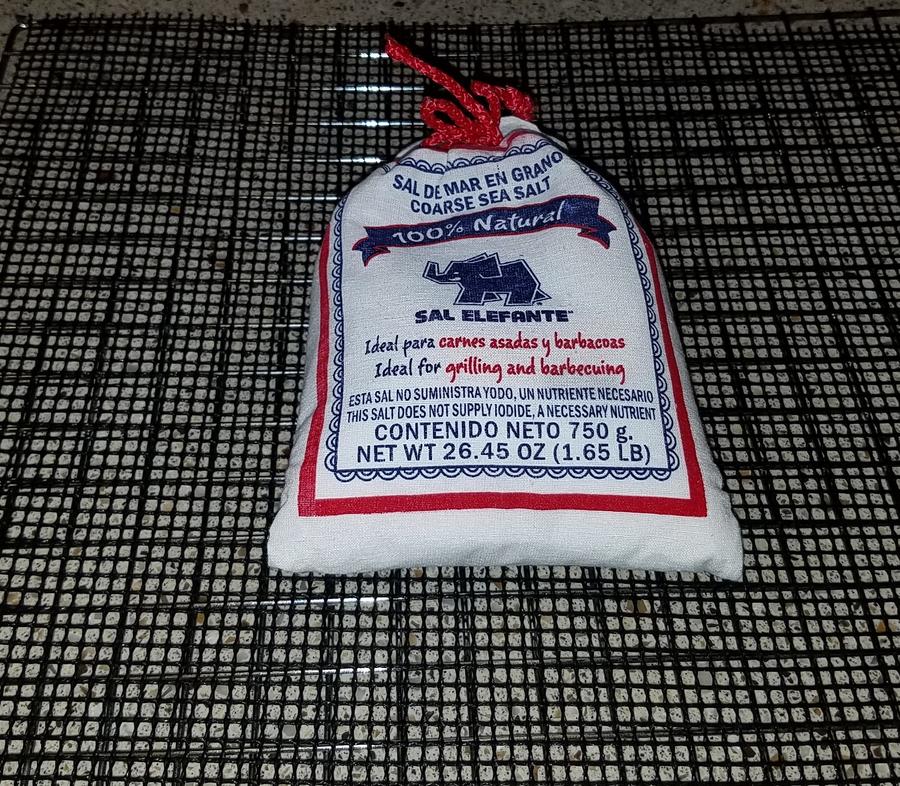 SAL DE MAR EN GRANO
COARSE SEA SALT
100% Natural
SAL ELEFANTE
Ideal para carnes asadas y barbacoas
Ideal for grilling and barbecuing
ESTA SAL NO SUMINISTRA YODO, UN NUTRIENTE NECESARIO
THIS SALT DOES NOT SUPPLY IODIDE, A NECESSARY NUTRIENT
CONTENIDO NETO 750 g.
NET WT 26.45 OZ (1.65 LB)